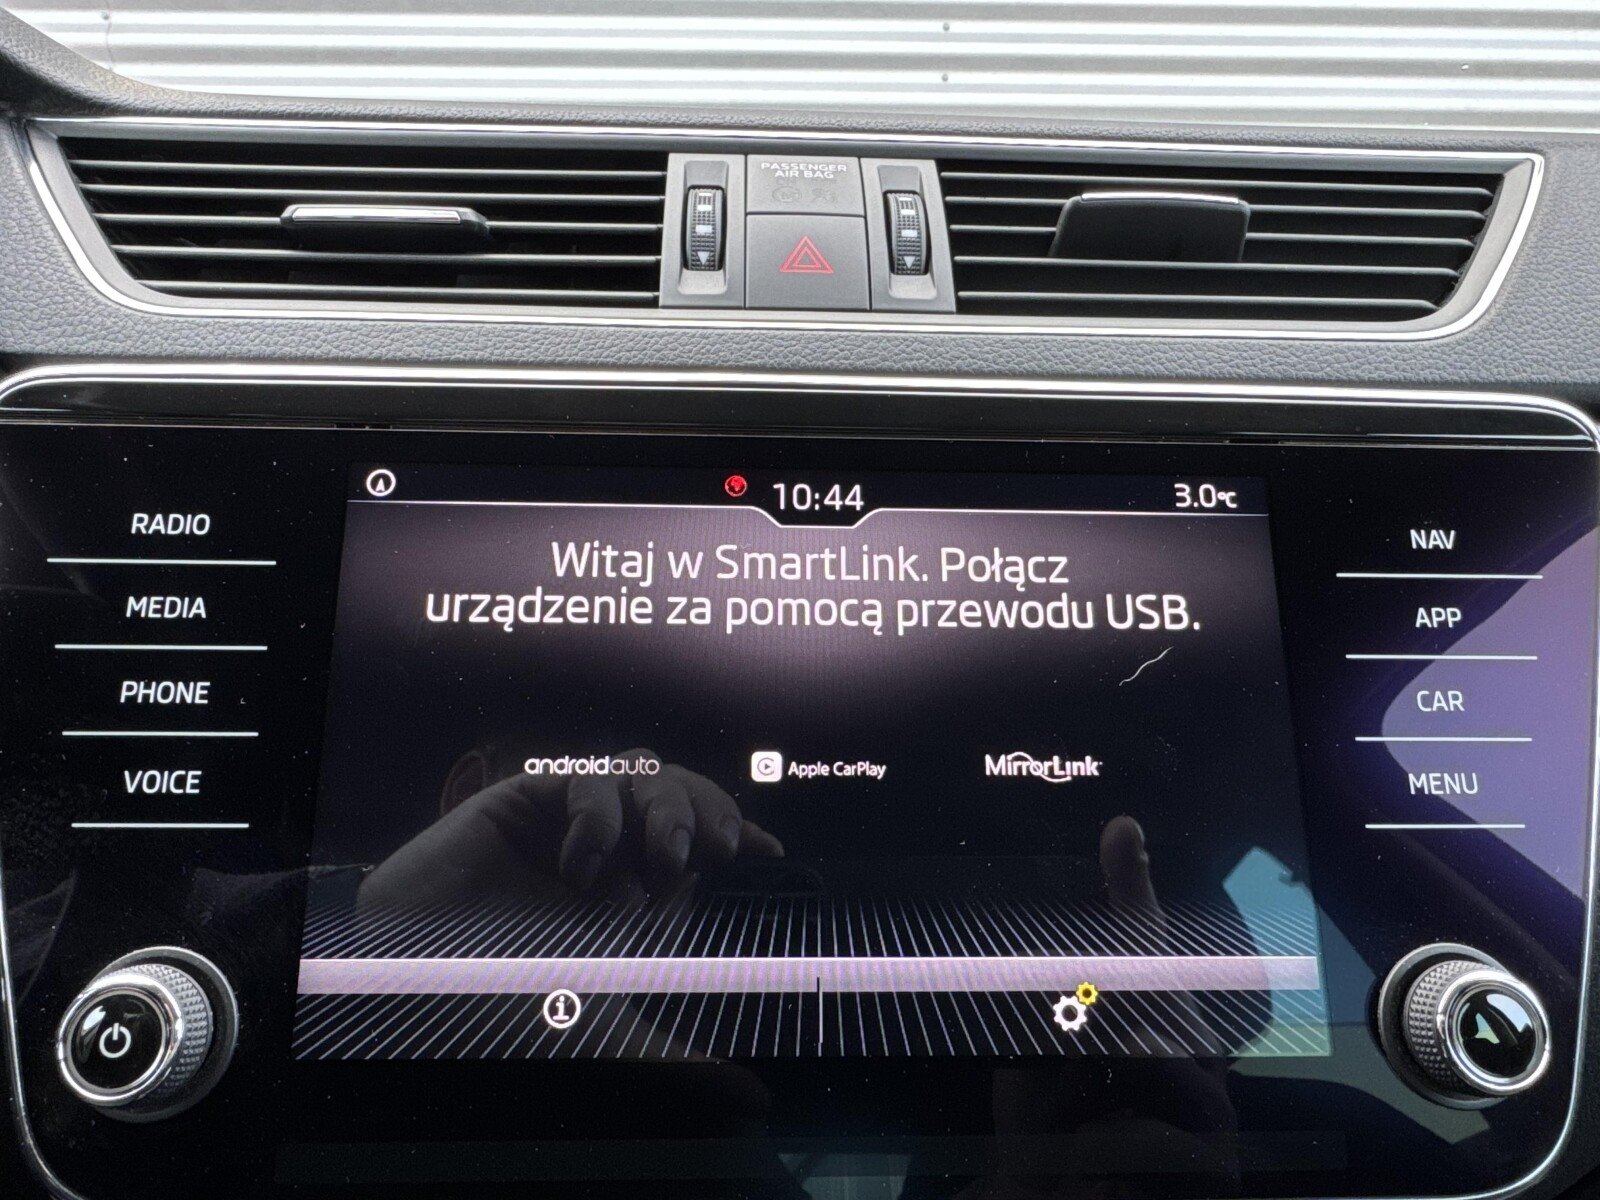 PASSENGER
AIR BAG
10:44
3.0°C
Witaj w SmartLink. Połącz
urządzenie za pomocą przewodu USB.
androidauto
Apple CarPlay
MirrorLink
RADIO
MEDIA
PHONE
VOICE
NAV
APP
CAR
MENU